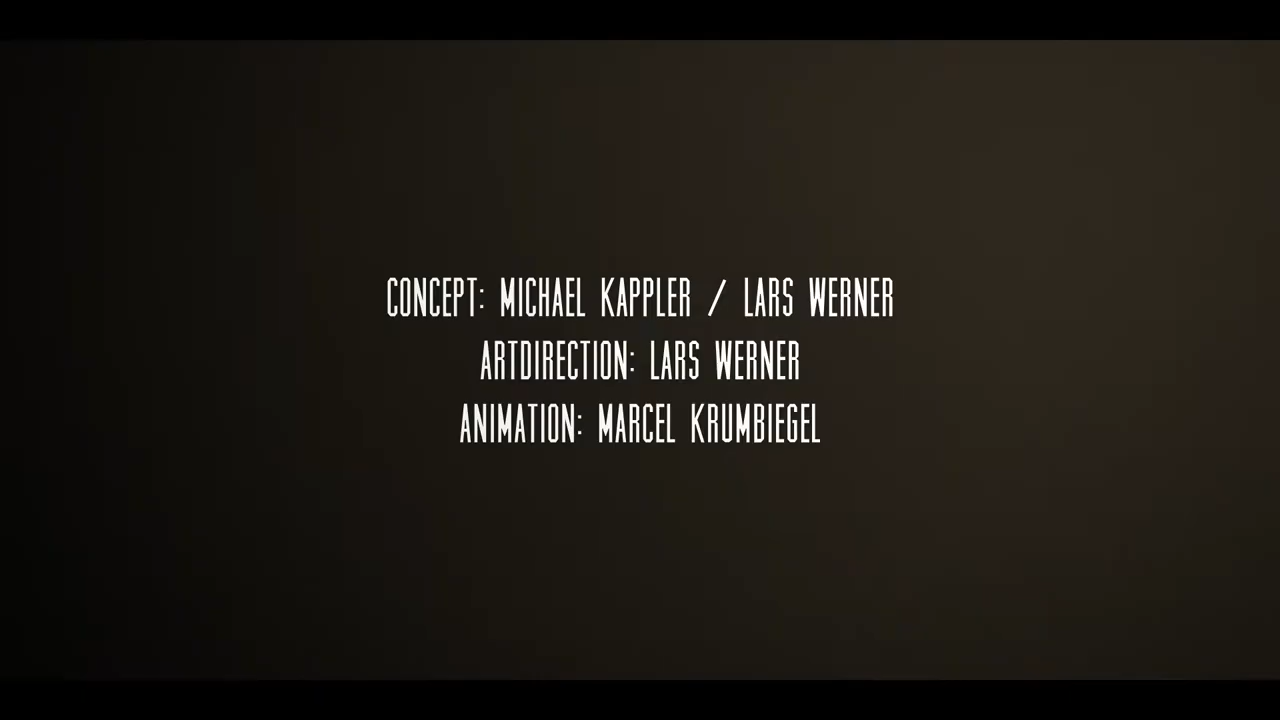 CONCEPT: MICHAEL KAPPLER / LARS WERNER
ARTDIRECTION: LARS WERNER
ANIMATION: MARCEL KRUMBIEGEL